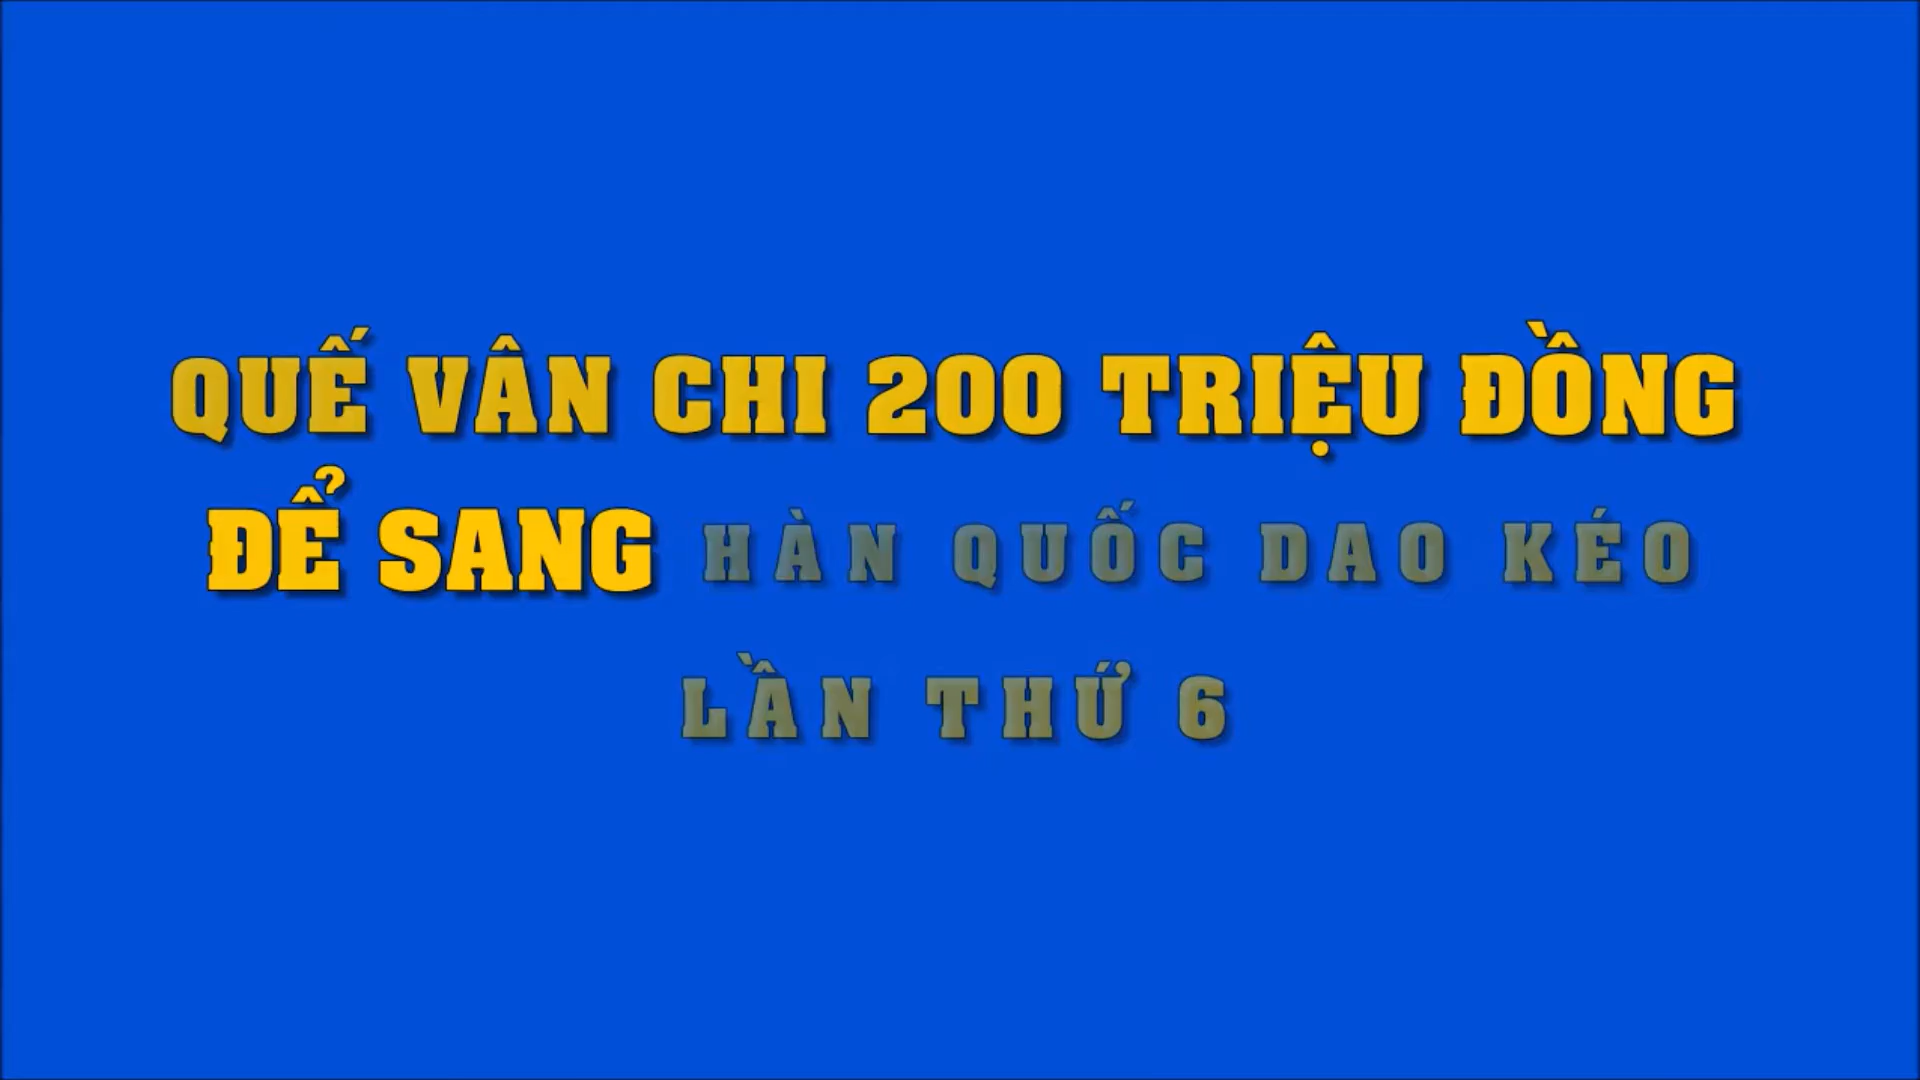 QUẾ VÂN CHI 200 TRIỆU ĐỒNG
ĐỂ SANG HÀN QUỐC DAO KÉO
LẦN THỨ 6